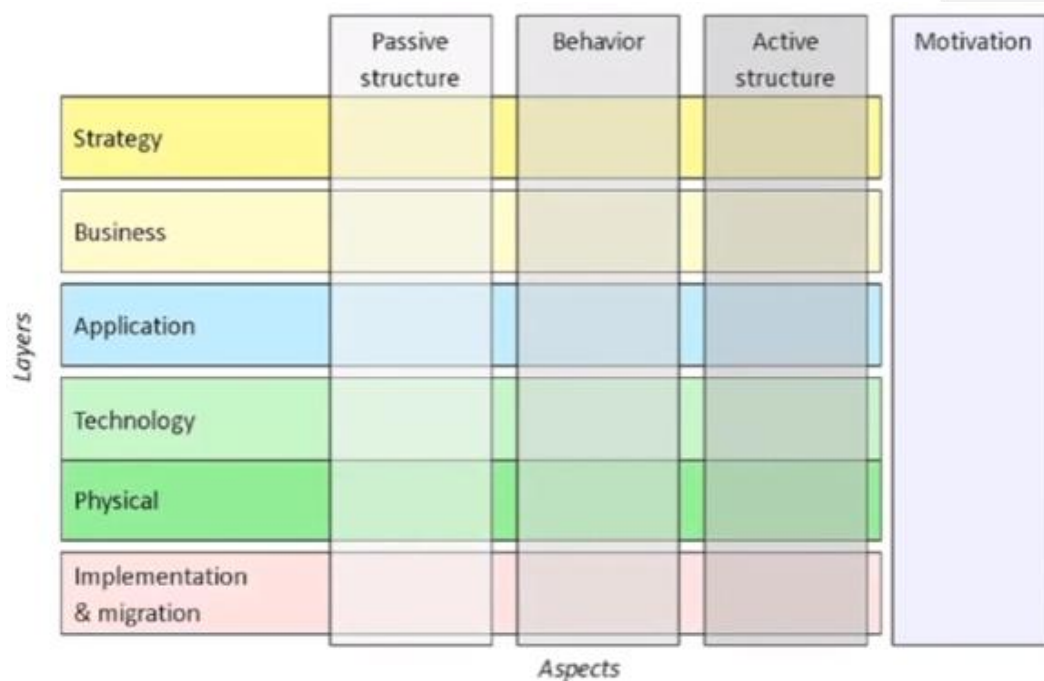 Passive
structure
Behavior
Active
structure
Motivation
Strategy
Business
Application
Technology
Physical
Implementation
& migration
Layers
Aspects